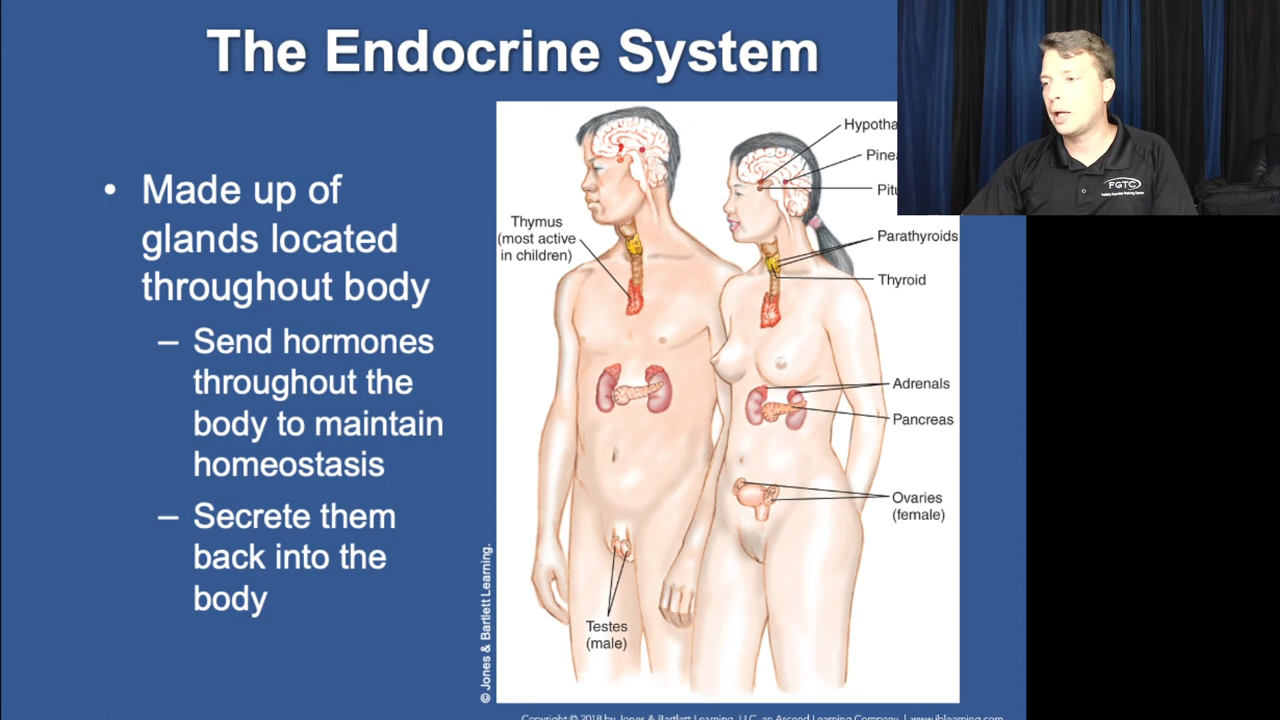 The Endocrine System
• Made up of
glands located
throughout body
– Send hormones
throughout the
body to maintain
homeostasis
– Secrete them
back into the
body
Thymus
(most active
in children)
Hypotha
Pinea
Pitu
Parathyroids
Thyroid
Adrenals
Pancreas
Ovaries
(female)
Testes
(male)
© Jones & Bartlett Learning.
FGTC
Copyright © 2018 by Jones & Bartlett Learning, LLC, an Ascend Learning Company | www.jblearning.com